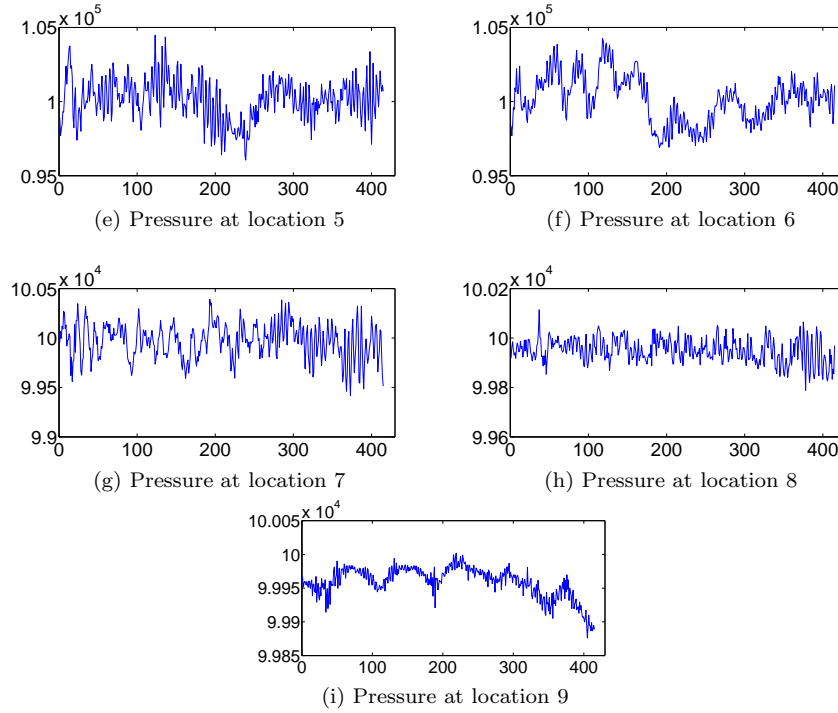 1.05 x 10^5
1
0.95
0 100 200 300 400
(e) Pressure at location 5
1.05 x 10^5
1
0.95
0 100 200 300 400
(f) Pressure at location 6
10.05 x 10^4
10
9.95
9.9
0 100 200 300 400
(g) Pressure at location 7
10.02 x 10^4
10
9.98
9.96
0 100 200 300 400
(h) Pressure at location 8
10.005 x 10^4
10
9.995
9.99
9.985
0 100 200 300 400
(i) Pressure at location 9